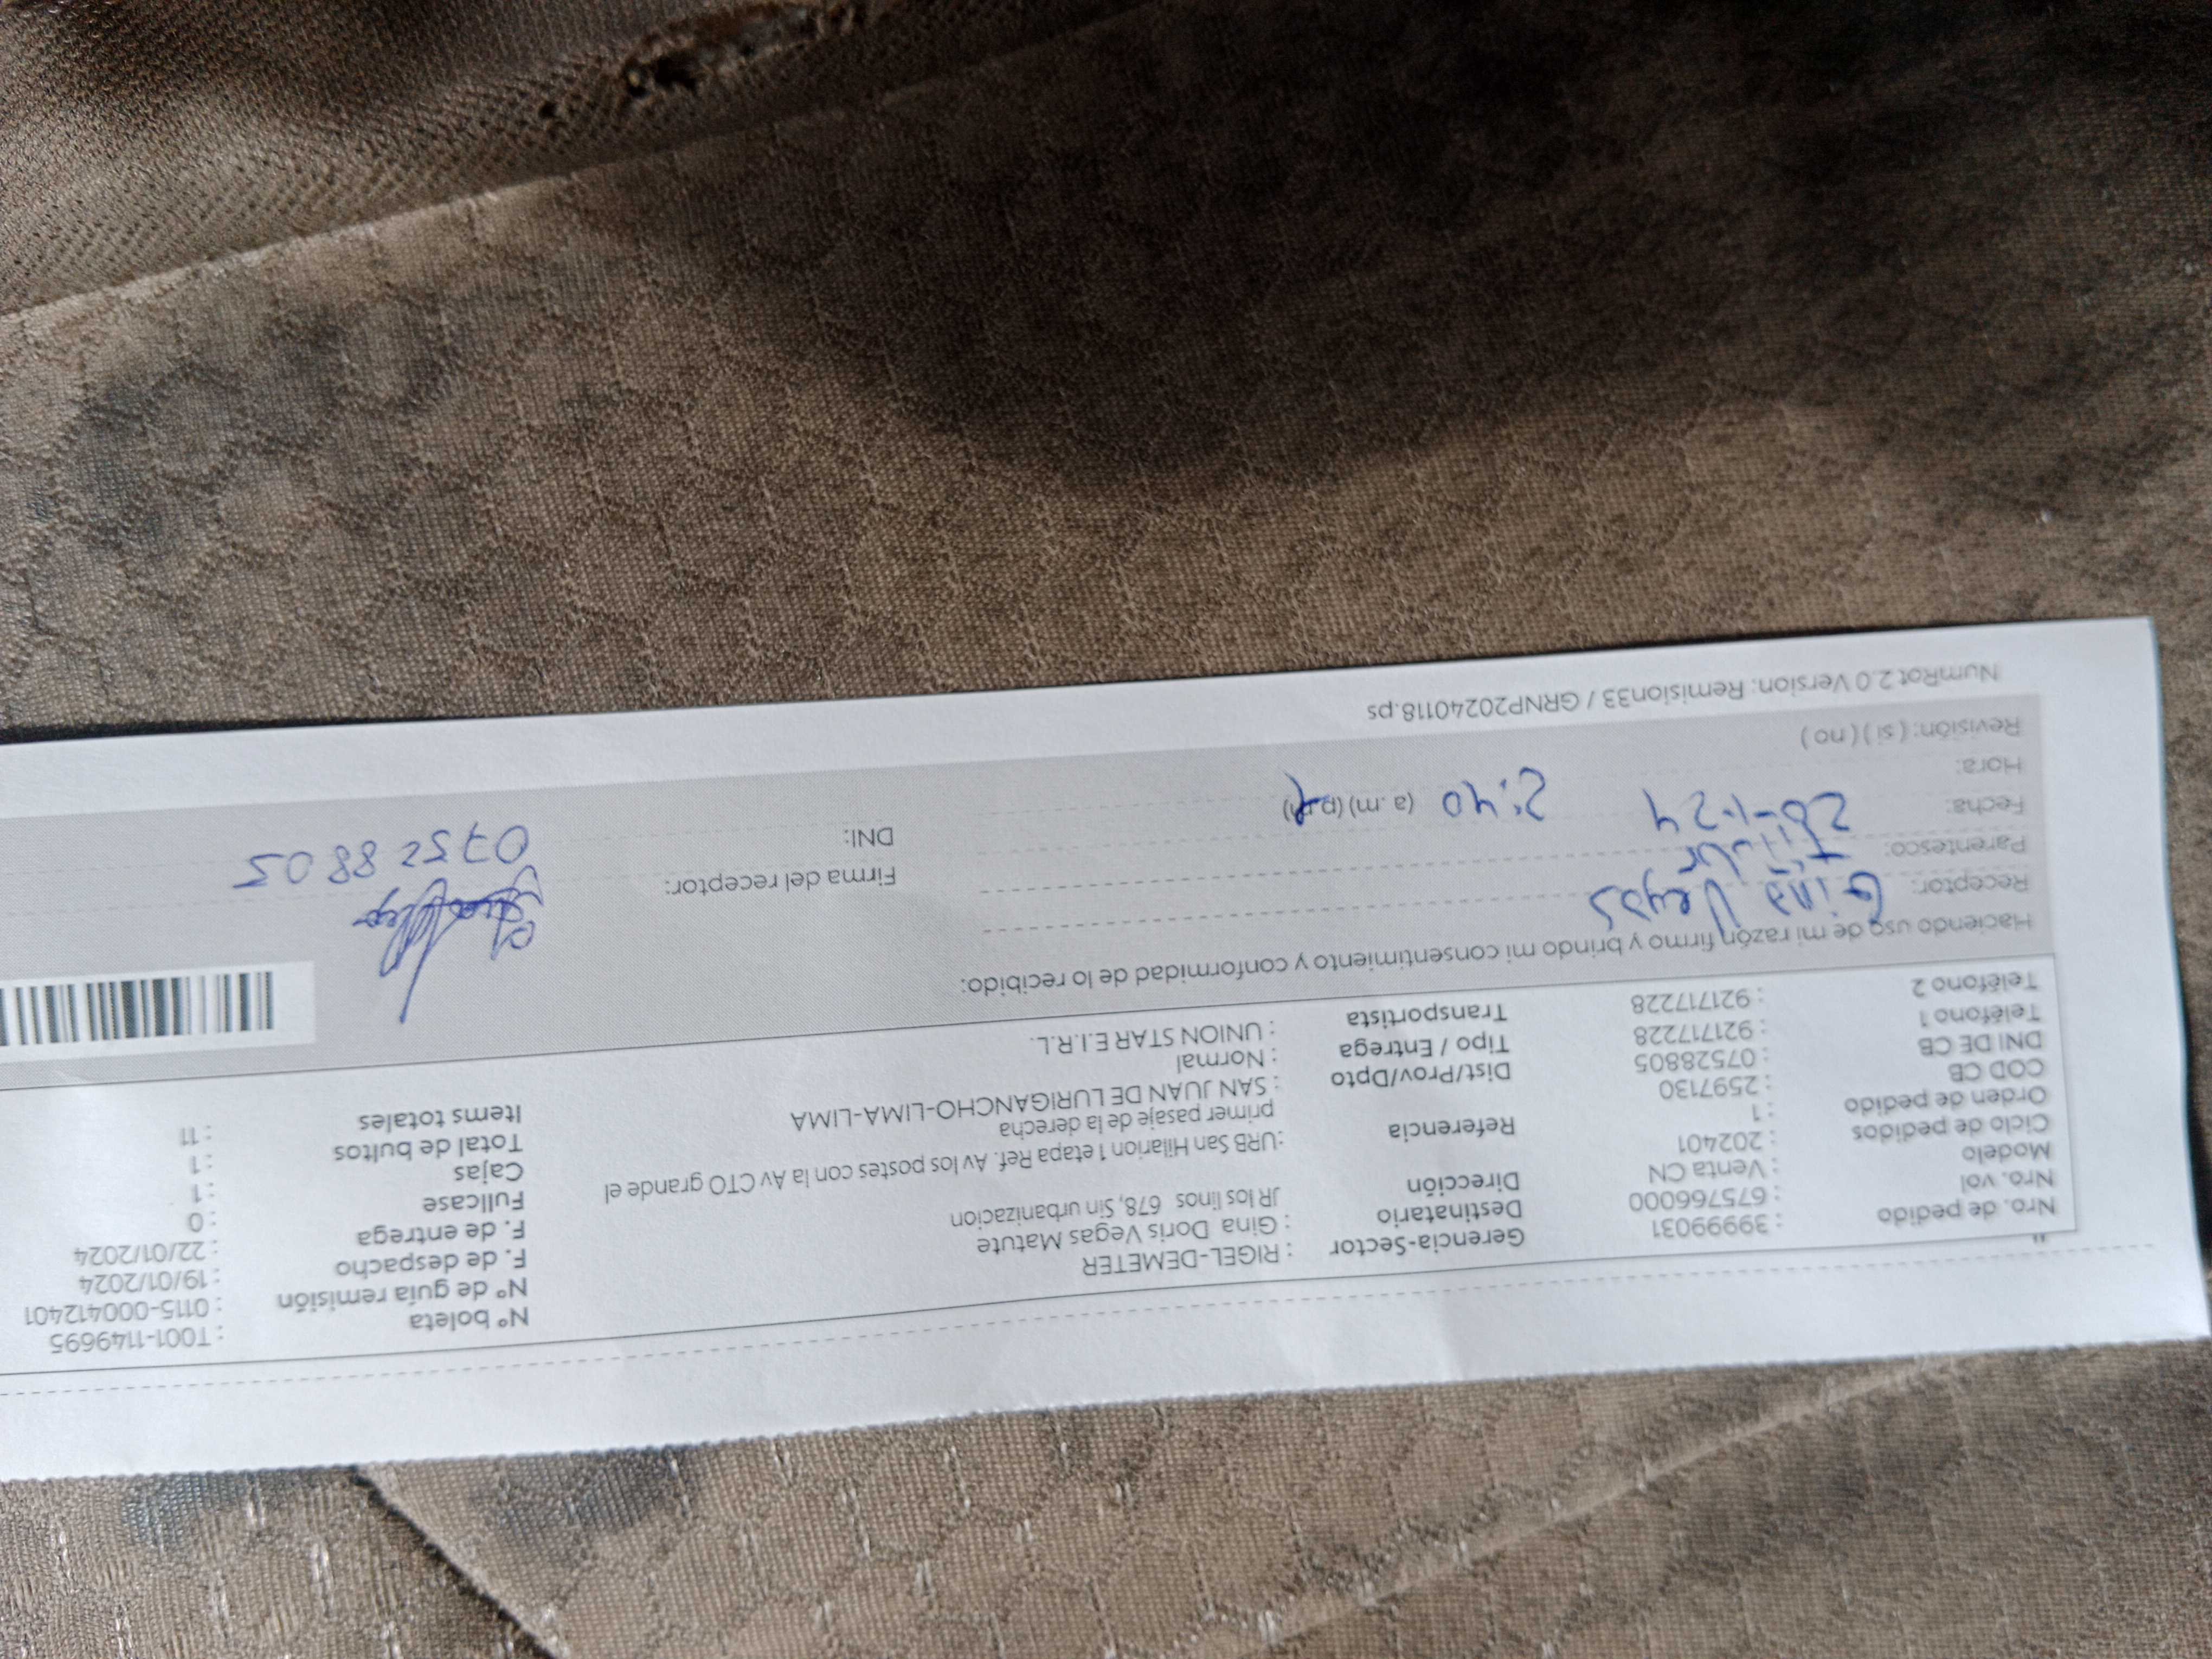 Nro. de pedido : 39999031
Nro. vol : 675766000
Modelo : Venta CN
Ciclo de pedidos : 202401
Orden de pedido : 1
COD CB : 2597130
DNI DE CB : 07528805
Teléfono 1 : 921717228
Teléfono 2 : 921717228
Gerencia-Sector : RIGEL-DEMETER
Destinatario : Gina Doris Vegas Matute
Dirección JR los linos 678, Sin urbanizacion
:URB San Hilarion 1 etapa Ref. Av los postes con la Av CTO grande el
Referencia primer pasaje de la derecha
Dist/Prov/Dpto : SAN JUAN DE LURIGANCHO-LIMA-LIMA
Tipo / Entrega : Normal
Transportista : UNION STAR E.I.R.L.
N° boleta : T001-1149695
N° de guía remisión : 0115-000412401
F. de despacho : 19/01/2024
F. de entrega : 22/01/2024
Fullcase : 0
Cajas : 1
Total de bultos : 1
Items totales : 11
Haciendo uso de mi razón firmo y brindo mi consentimiento y conformidad de lo recibido:
Receptor: Gina Vegas
Parentesco: Titular
Fecha: 20-1-24
Hora: 2:40 (a .m) (p.m)
Revisión: ( si ) ( no )
Firma del receptor:
DNI: 07528805
NumRot 2.0 Version: Remision33 / GRNP20240118.ps